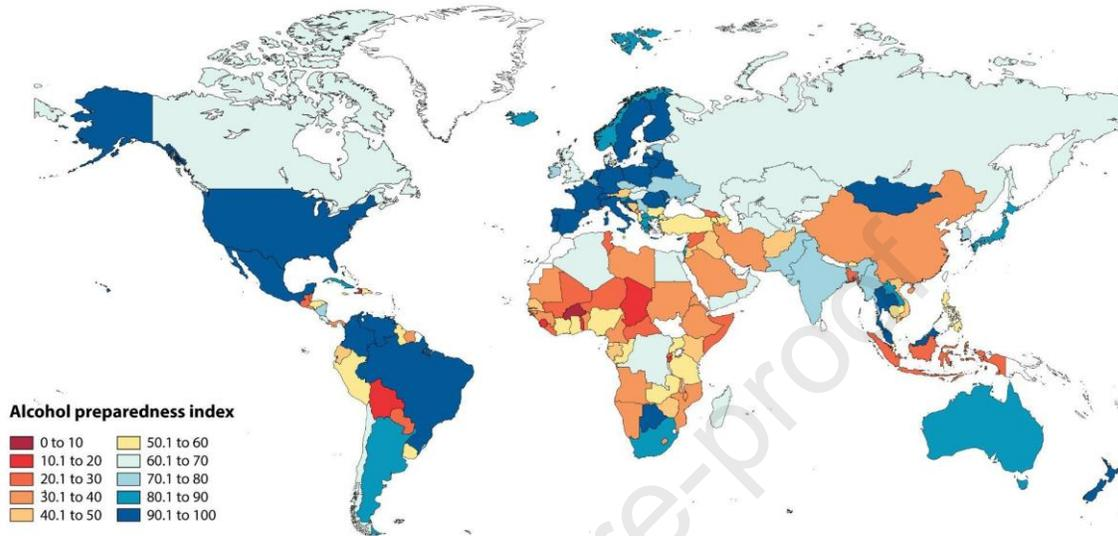 Alcohol preparedness index
0 to 10
10.1 to 20
20.1 to 30
30.1 to 40
40.1 to 50
50.1 to 60
60.1 to 70
70.1 to 80
80.1 to 90
90.1 to 100
re-proof